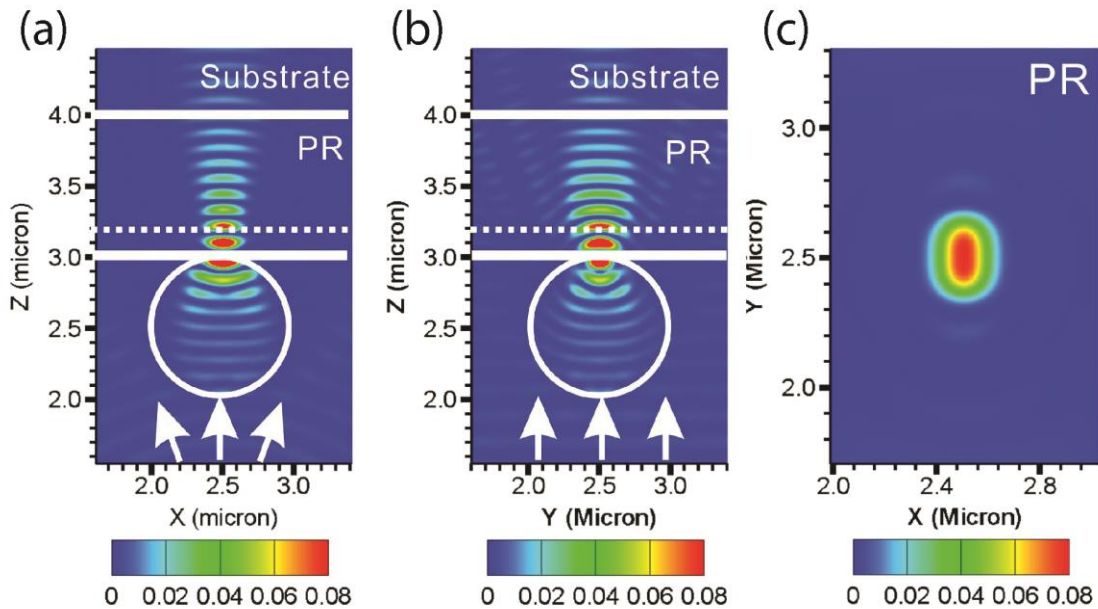 (a)
Substrate
PR
4.0
3.5
3.0
2.5
2.0
Z (micron)
2.0 2.5 3.0
X (micron)
0 0.02 0.04 0.06 0.08
(b)
Substrate
PR
4.0
3.5
3.0
2.5
2.0
Z (micron)
2.0 2.5 3.0
Y (Micron)
0 0.02 0.04 0.06 0.08
(c)
PR
3.0
2.5
2.0
Y (Micron)
2.0 2.4 2.8
X (Micron)
0 0.02 0.04 0.06 0.08